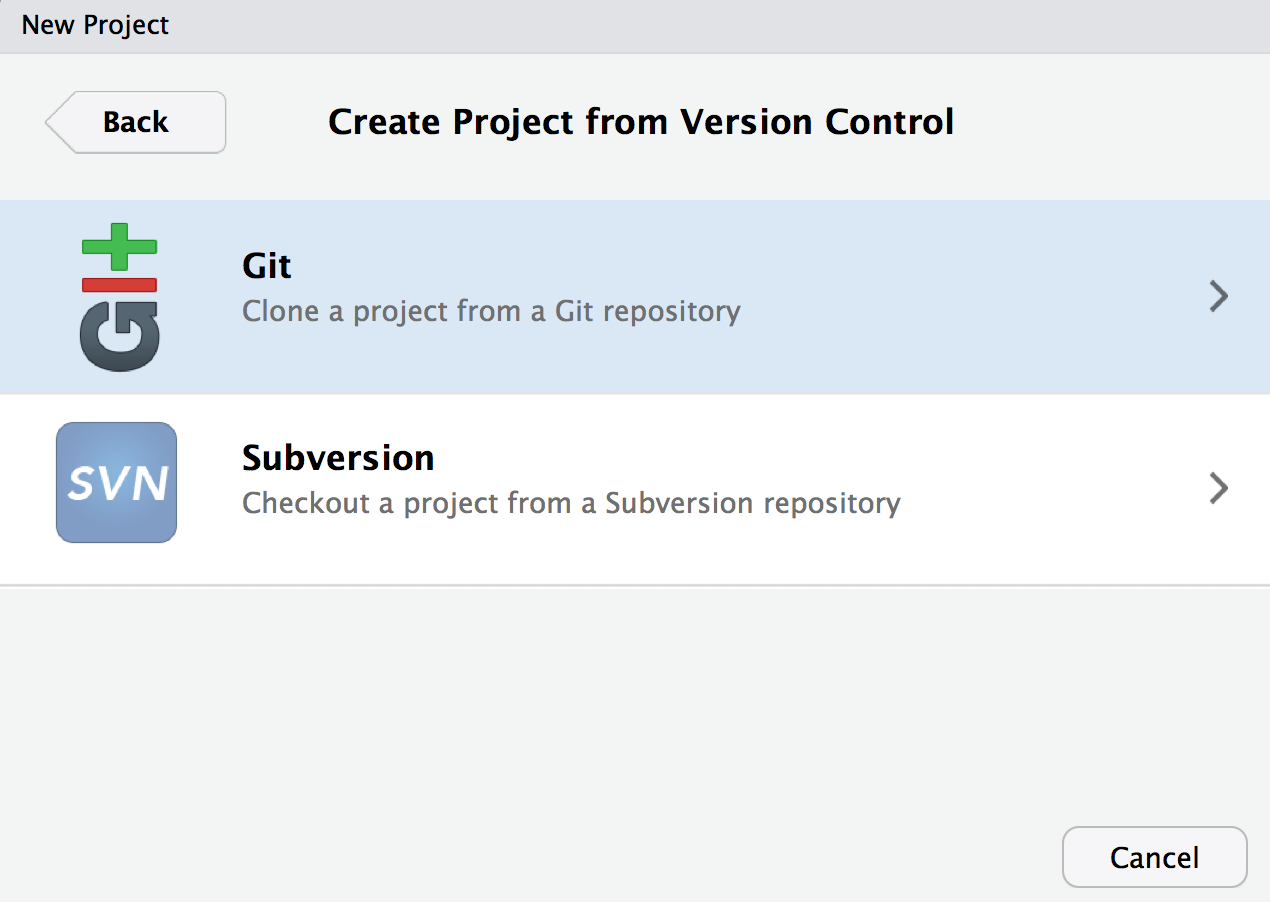 New Project
Back
Create Project from Version Control
Git
Git
Clone a project from a Git repository
SVN
Subversion
Checkout a project from a Subversion repository
Cancel